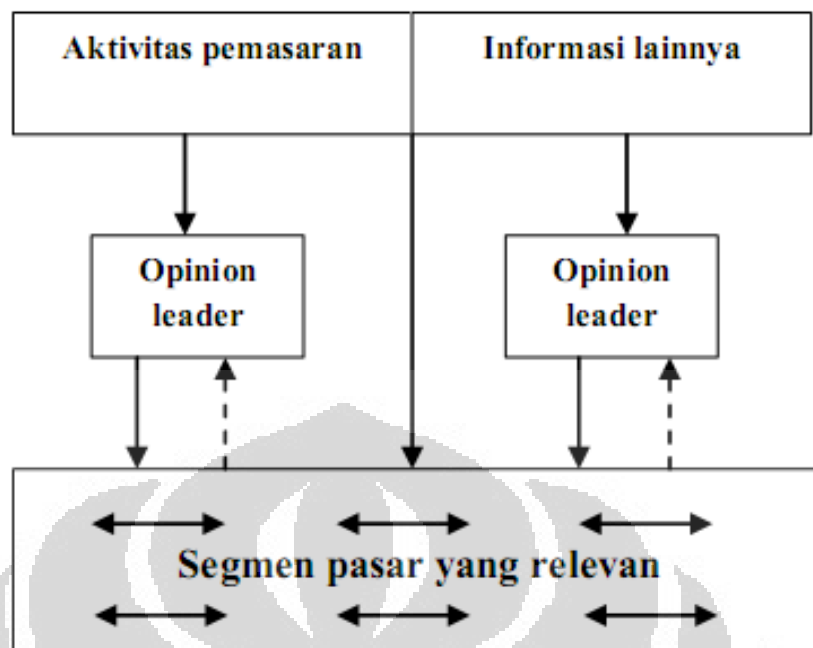 Aktivitas pemasaran
Informasi lainnya
Opinion
leader
Opinion
leader
Segmen pasar yang relevan